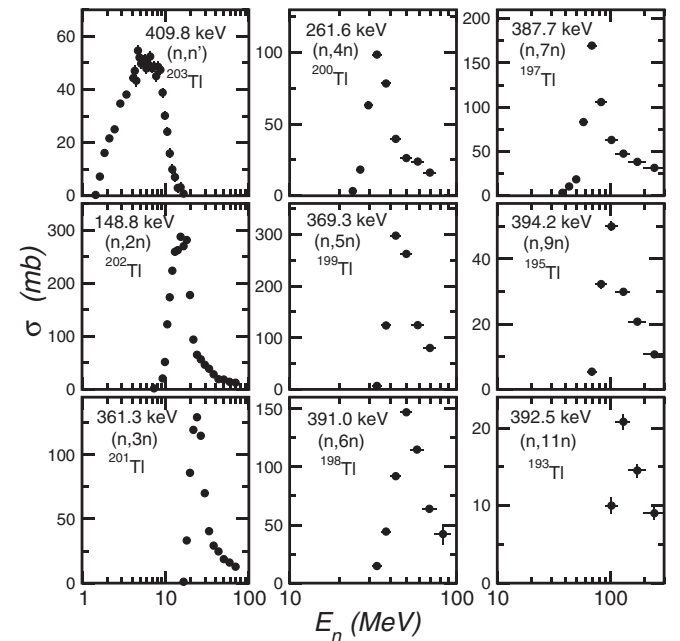 409.8 keV
(n,n')
203Tl
60
40
20
0
261.6 keV
(n,4n)
200Tl
100
50
0
387.7 keV
(n,7n)
197Tl
200
150
100
50
0
σ (mb)
148.8 keV
(n,2n)
202Tl
300
200
100
0
369.3 keV
(n,5n)
199Tl
300
200
100
0
394.2 keV
(n,9n)
195Tl
40
20
0
361.3 keV
(n,3n)
201Tl
100
50
0
391.0 keV
(n,6n)
198Tl
150
100
50
0
392.5 keV
(n,11n)
193Tl
20
10
0
1 10 100
10 100
10 100
En (MeV)